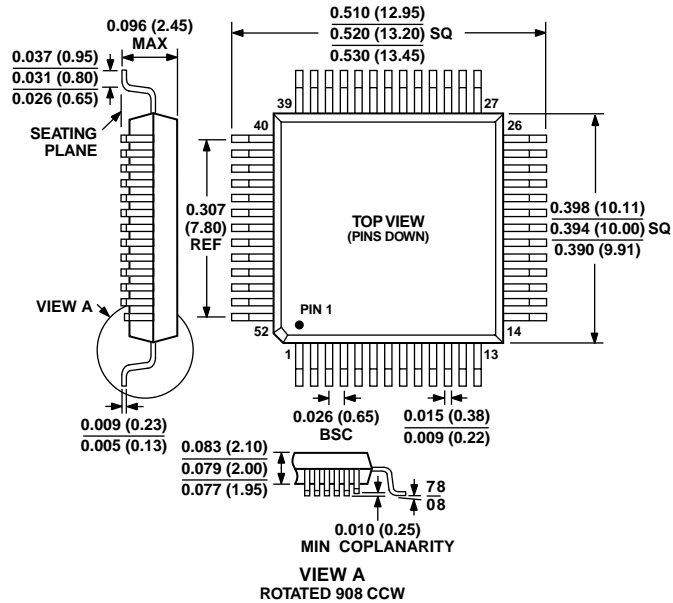 0.510 (12.95)
0.520 (13.20) SQ
0.530 (13.45)
0.096 (2.45)
MAX
0.037 (0.95)
0.031 (0.80)
0.026 (0.65)
SEATING
PLANE
39
27
40
26
0.307
(7.80)
REF
TOP VIEW
(PINS DOWN)
0.398 (10.11)
0.394 (10.00) SQ
0.390 (9.91)
VIEW A
PIN 1
52
14
1
13
0.009 (0.23)
0.005 (0.13)
0.026 (0.65)
BSC
0.015 (0.38)
0.009 (0.22)
0.083 (2.10)
0.079 (2.00)
0.077 (1.95)
78
08
0.010 (0.25)
MIN COPLANARITY
VIEW A
ROTATED 908 CCW